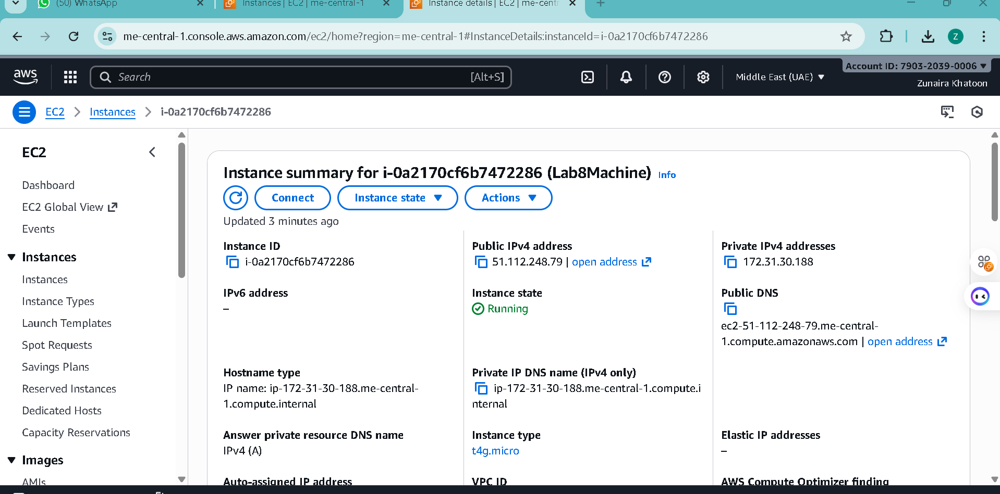 (50) WhatsApp
Instances | EC2 | me-central-1
Instance details | EC2 | me-centr
me-central-1.console.aws.amazon.com/ec2/home?region=me-central-1#InstanceDetails:instanceId=i-0a2170cf6b7472286
Z
aws
Search
[Alt+S]
Middle East (UAE)
Account ID: 7903-2039-0006
Zunaira Khatoon
EC2
Instances
i-0a2170cf6b7472286
EC2
Dashboard
EC2 Global View
Events
Instances
Instances
Instance Types
Launch Templates
Spot Requests
Savings Plans
Reserved Instances
Dedicated Hosts
Capacity Reservations
Images
AMIs
Instance summary for i-0a2170cf6b7472286 (Lab8Machine) Info
Connect
Instance state
Actions
Updated 3 minutes ago
Instance ID
i-0a2170cf6b7472286
Public IPv4 address
51.112.248.79 | open address
Private IPv4 addresses
172.31.30.188
IPv6 address
–
Instance state
Running
Public DNS
ec2-51-112-248-79.me-central-
1.compute.amazonaws.com | open address
Hostname type
IP name: ip-172-31-30-188.me-central-
1.compute.internal
Private IP DNS name (IPv4 only)
ip-172-31-30-188.me-central-1.compute.i
nternal
Answer private resource DNS name
IPv4 (A)
Instance type
t4g.micro
Elastic IP addresses
–
Auto-assigned IP address
VPC ID
AWS Compute Optimizer finding